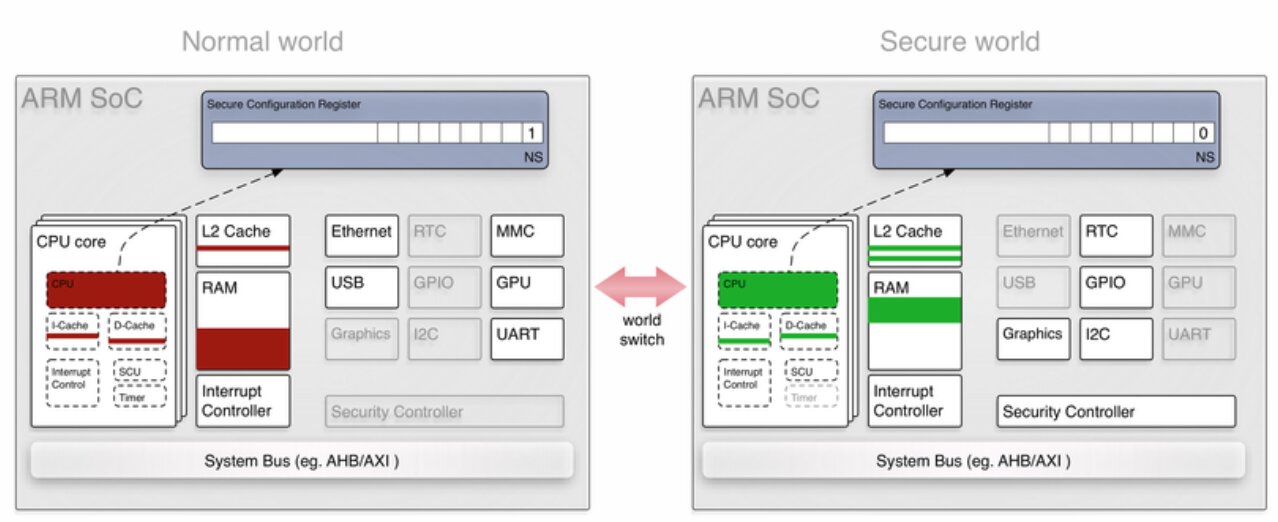 Normal world
Secure world
ARM SoC
Secure Configuration Register
1
NS
CPU core
CPU
I-Cache
D-Cache
Interrupt
Control
SCU
Timer
L2 Cache
RAM
Interrupt
Controller
Ethernet
RTC
MMC
USB
GPIO
GPU
Graphics
I2C
UART
Security Controller
System Bus (eg. AHB/AXI )
world
switch
ARM SoC
Secure Configuration Register
0
NS
CPU core
CPU
I-Cache
D-Cache
Interrupt
Control
SCU
Timer
L2 Cache
RAM
Interrupt
Controller
Ethernet
RTC
MMC
USB
GPIO
GPU
Graphics
I2C
UART
Security Controller
System Bus (eg. AHB/AXI )